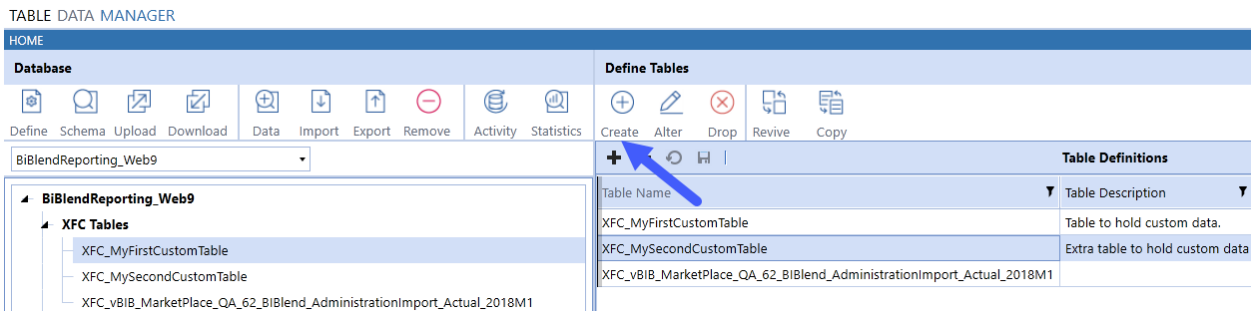 TABLE DATA MANAGER
HOME
Database
Define Schema Upload Download Data Import Export Remove Activity Statistics
BiBlendReporting_Web9
BiBlendReporting_Web9
XFC Tables
XFC_MyFirstCustomTable
XFC_MySecondCustomTable
XFC_vBIB_MarketPlace_QA_62_BIBlend_AdministrationImport_Actual_2018M1
Define Tables
Create Alter Drop Revive Copy
Table Definitions
Table Name Table Description
XFC_MyFirstCustomTable Table to hold custom data.
XFC_MySecondCustomTable Extra table to hold custom data
XFC_vBIB_MarketPlace_QA_62_BIBlend_AdministrationImport_Actual_2018M1